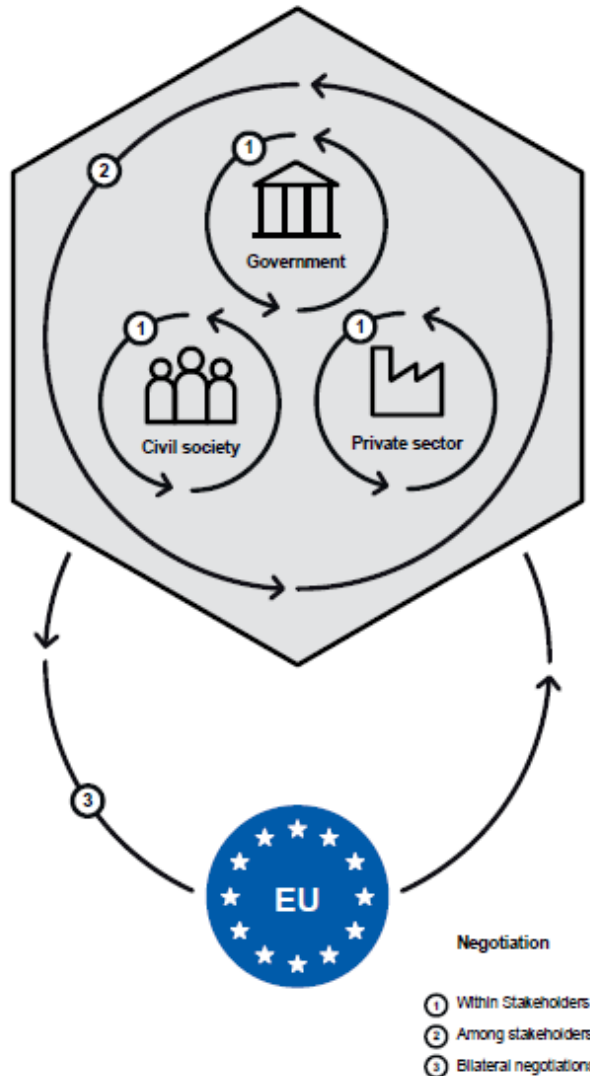 2
1
Government
1
1
Civil society
Private sector
3
EU
Negotiation
1 Within Stakeholders
2 Among stakeholders
3 Bilateral negotiations